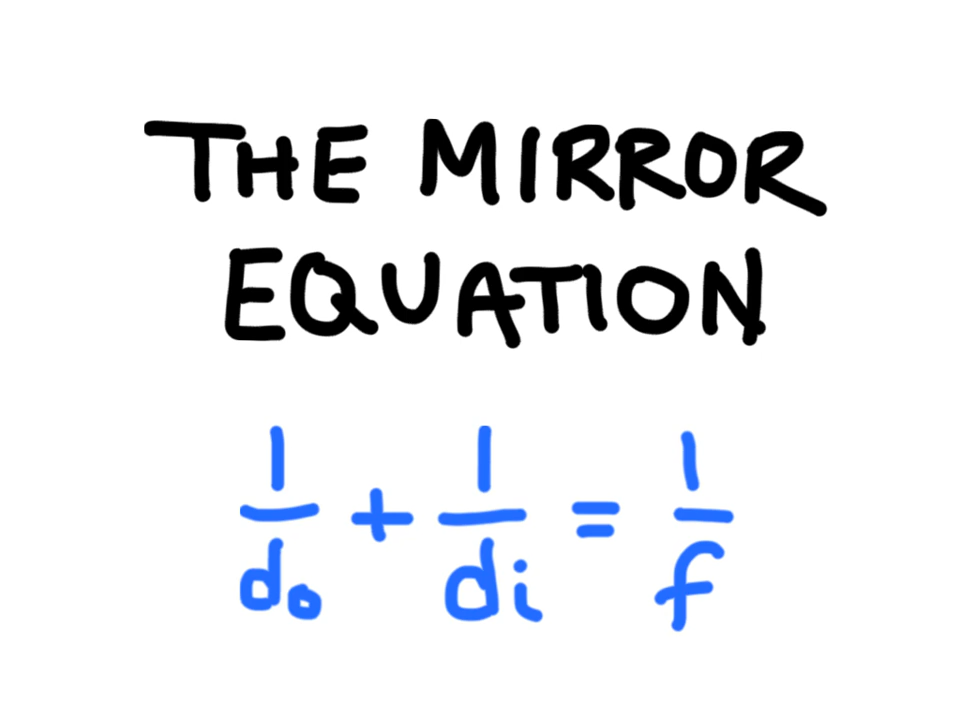 THE MIRROR
EQUATION
1/do + 1/di = 1/f